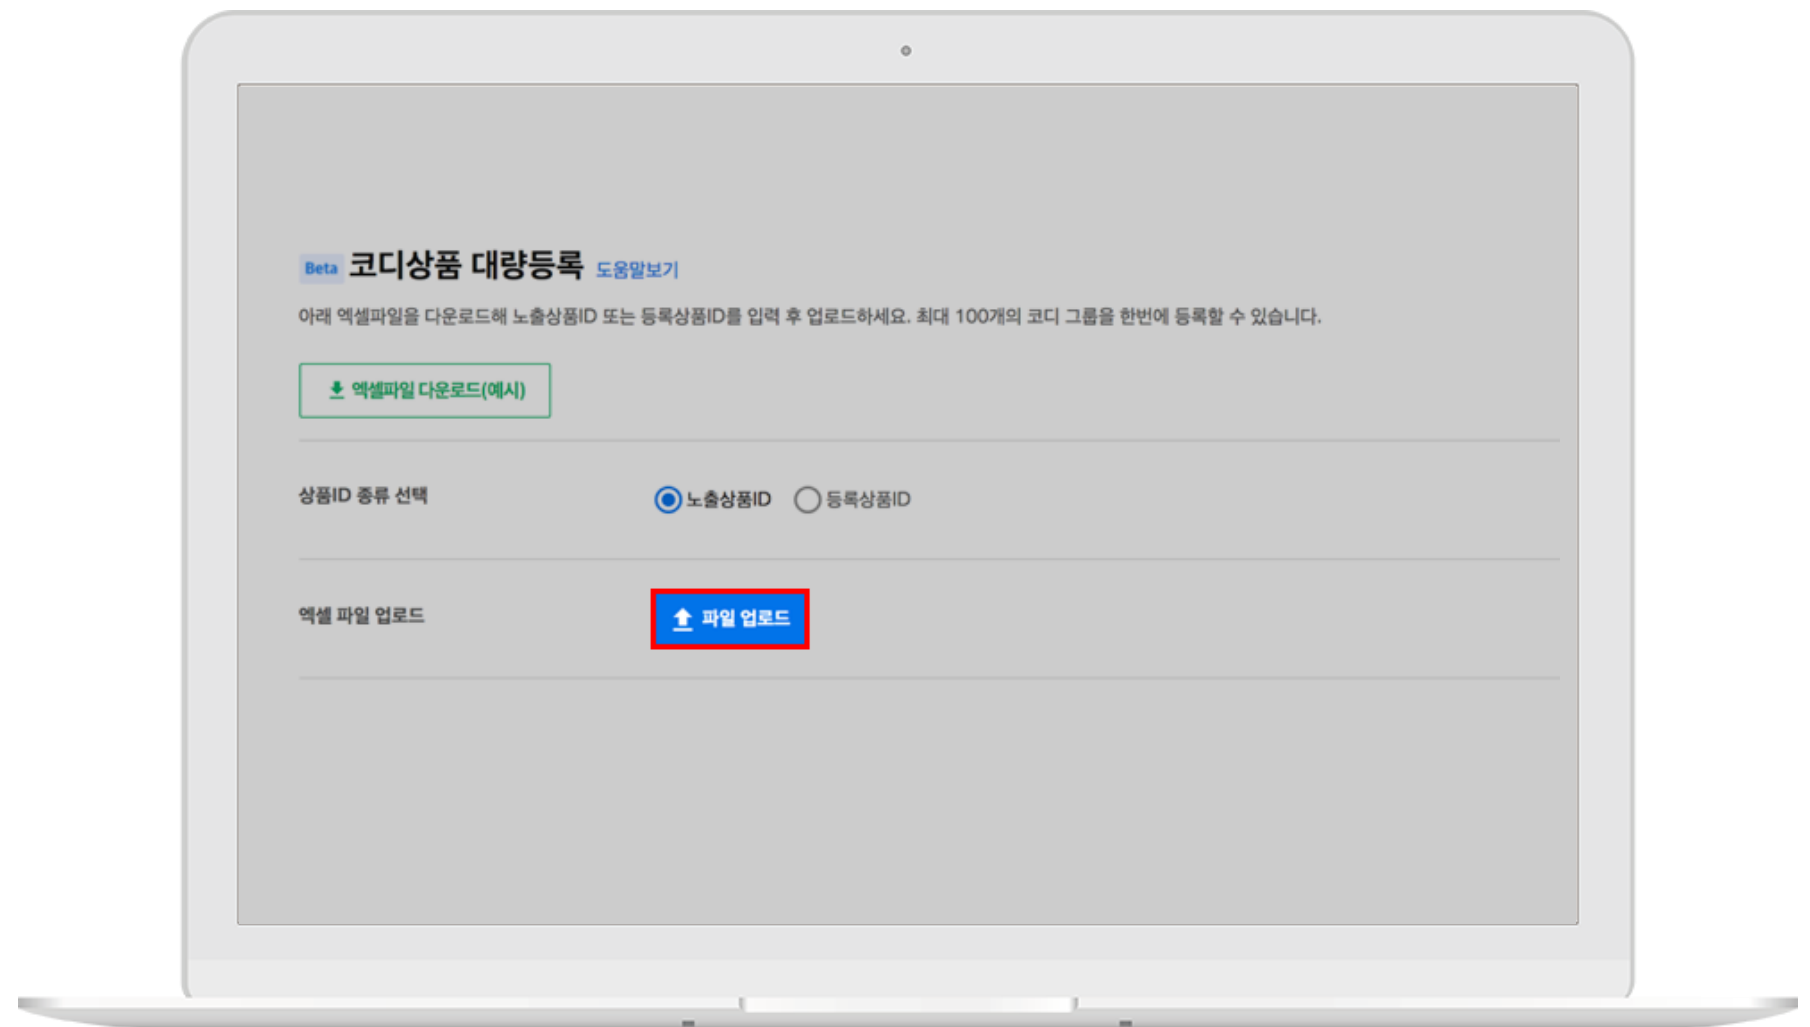 Beta 코디상품 대량등록 도움말보기
아래 엑셀파일을 다운로드해 노출상품ID 또는 등록상품ID를 입력 후 업로드하세요. 최대 100개의 코디 그룹을 한번에 등록할 수 있습니다.
엑셀파일 다운로드(예시)
상품ID 종류 선택 노출상품ID 등록상품ID
엑셀 파일 업로드 파일 업로드